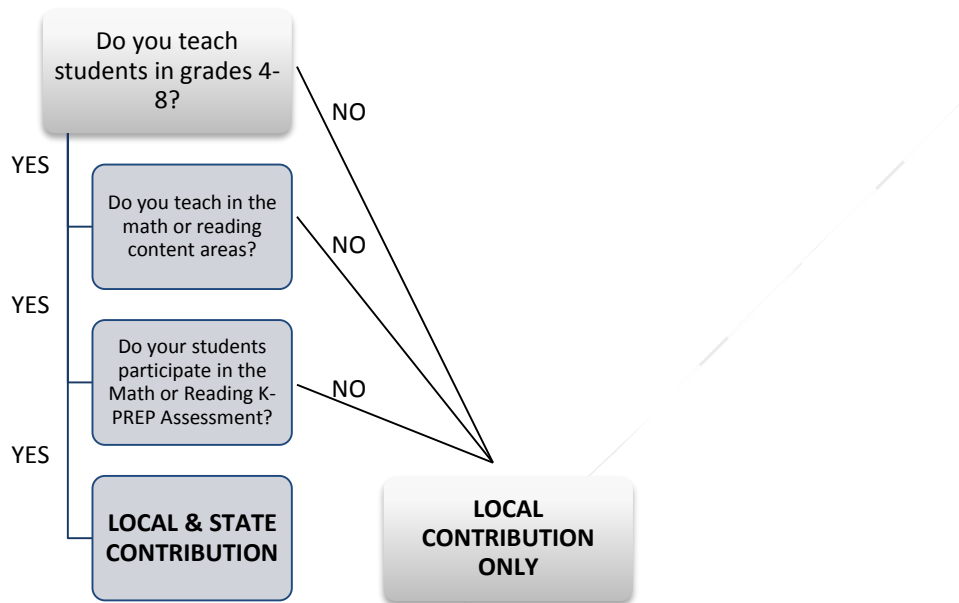 Do you teach
students in grades 4-
8?
NO
YES
Do you teach in the
math or reading
content areas?
NO
YES
Do your students
participate in the
Math or Reading K-
PREP Assessment?
NO
YES
LOCAL & STATE
CONTRIBUTION
LOCAL
CONTRIBUTION
ONLY